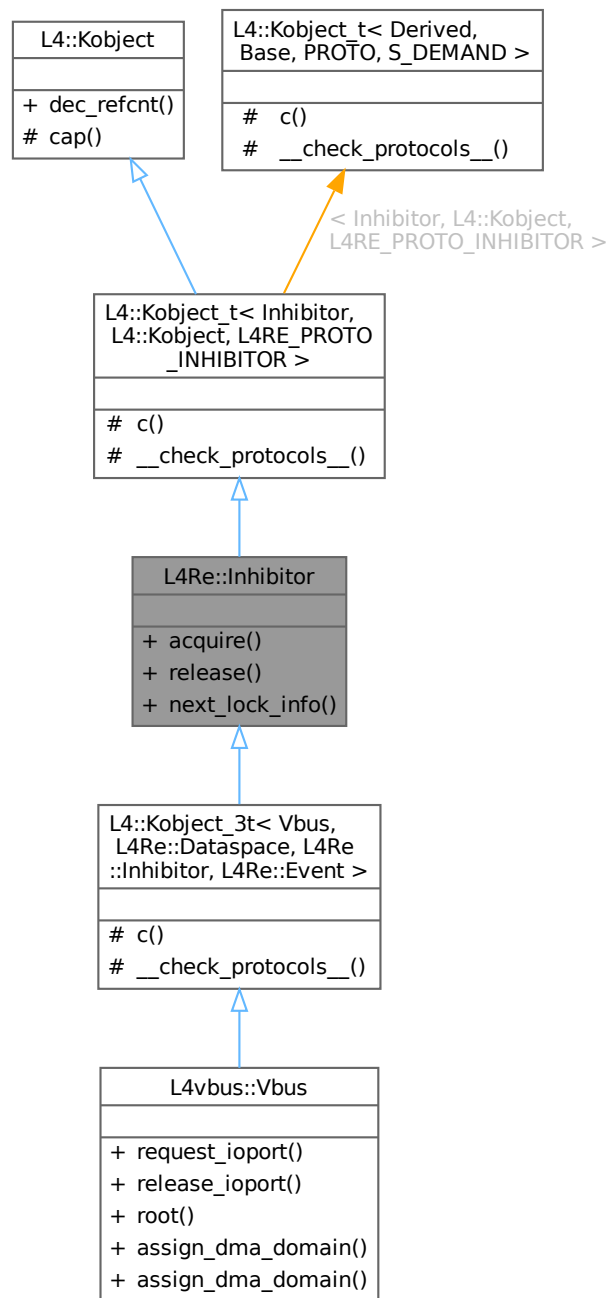 L4::Kobject
+ dec_refcnt()
# cap()
L4::Kobject_t< Derived,
Base, PROTO, S_DEMAND >
# c()
# __check_protocols__()
< Inhibitor, L4::Kobject,
L4RE_PROTO_INHIBITOR >
L4::Kobject_t< Inhibitor,
L4::Kobject, L4RE_PROTO
_INHIBITOR >
# c()
# __check_protocols__()
L4Re::Inhibitor
+ acquire()
+ release()
+ next_lock_info()
L4::Kobject_3t< Vbus,
L4Re::Dataspace, L4Re
::Inhibitor, L4Re::Event >
# c()
# __check_protocols__()
L4vbus::Vbus
+ request_ioport()
+ release_ioport()
+ root()
+ assign_dma_domain()
+ assign_dma_domain()